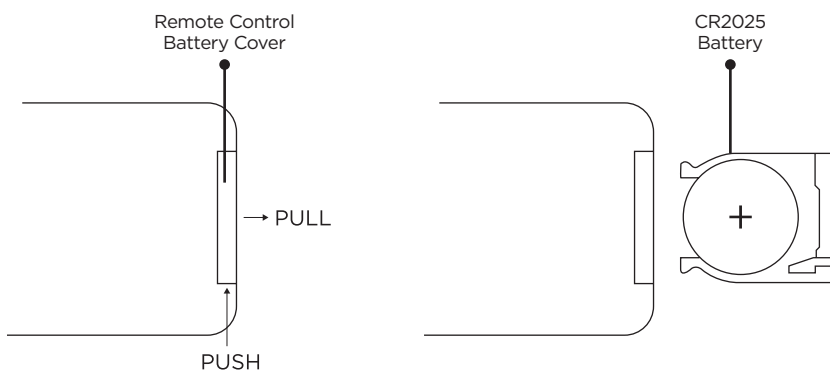 Remote Control
Battery Cover
PULL
PUSH
CR2025
Battery
+